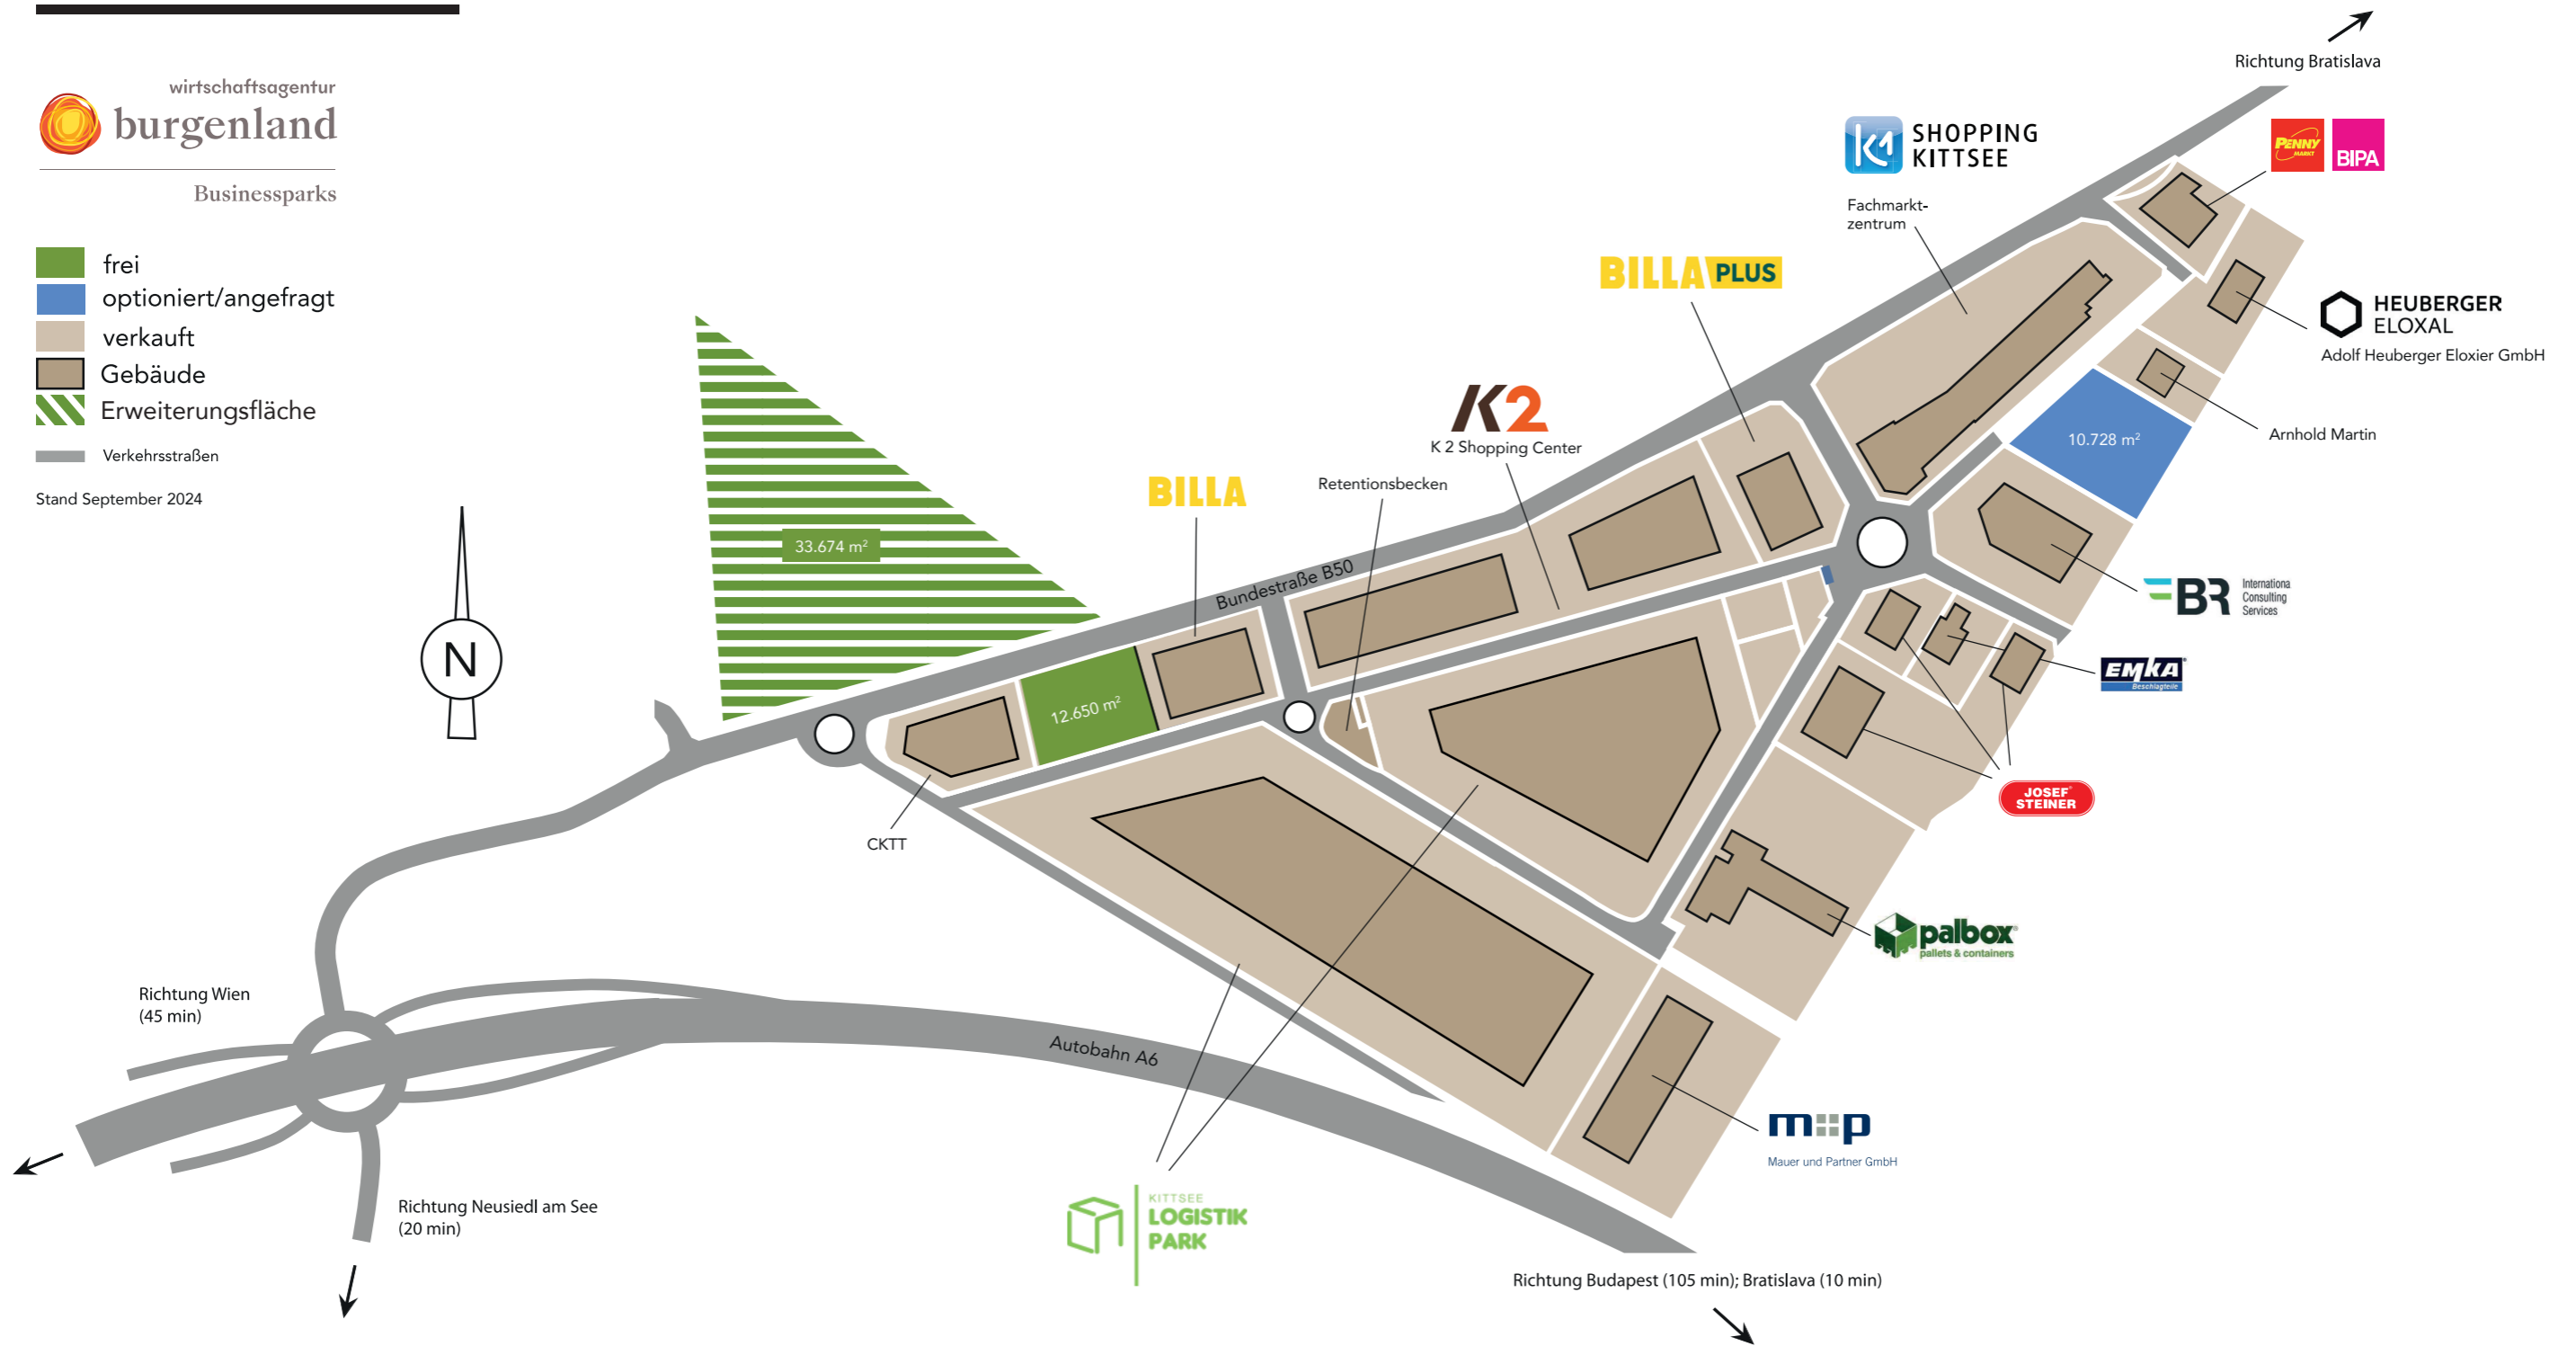 wirtschaftsagentur
burgenland
Businessparks
frei
optioniert/angefragt
verkauft
Gebäude
Erweiterungsfläche
Verkehrsstraßen
Stand September 2024
N
Richtung Bratislava
K1 SHOPPING
KITTSEE
Fachmarkt-
zentrum
PENNY
MARKT
BIPA
BILLA PLUS
HEUBERGER
ELOXAL
Adolf Heuberger Eloxier GmbH
K2
K 2 Shopping Center
Arnhold Martin
10.728 m²
Retentionsbecken
BILLA
33.674 m²
Bundestraße B50
BR
Internationa
Consulting
Services
EMKA®
Beschlagteile
12.650 m²
JOSEF®
STEINER
CKTT
palbox®
pallets & containers
Richtung Wien
(45 min)
Autobahn A6
m p
Mauer und Partner GmbH
Richtung Neusiedl am See
(20 min)
KITTSEE
LOGISTIK
PARK
Richtung Budapest (105 min); Bratislava (10 min)